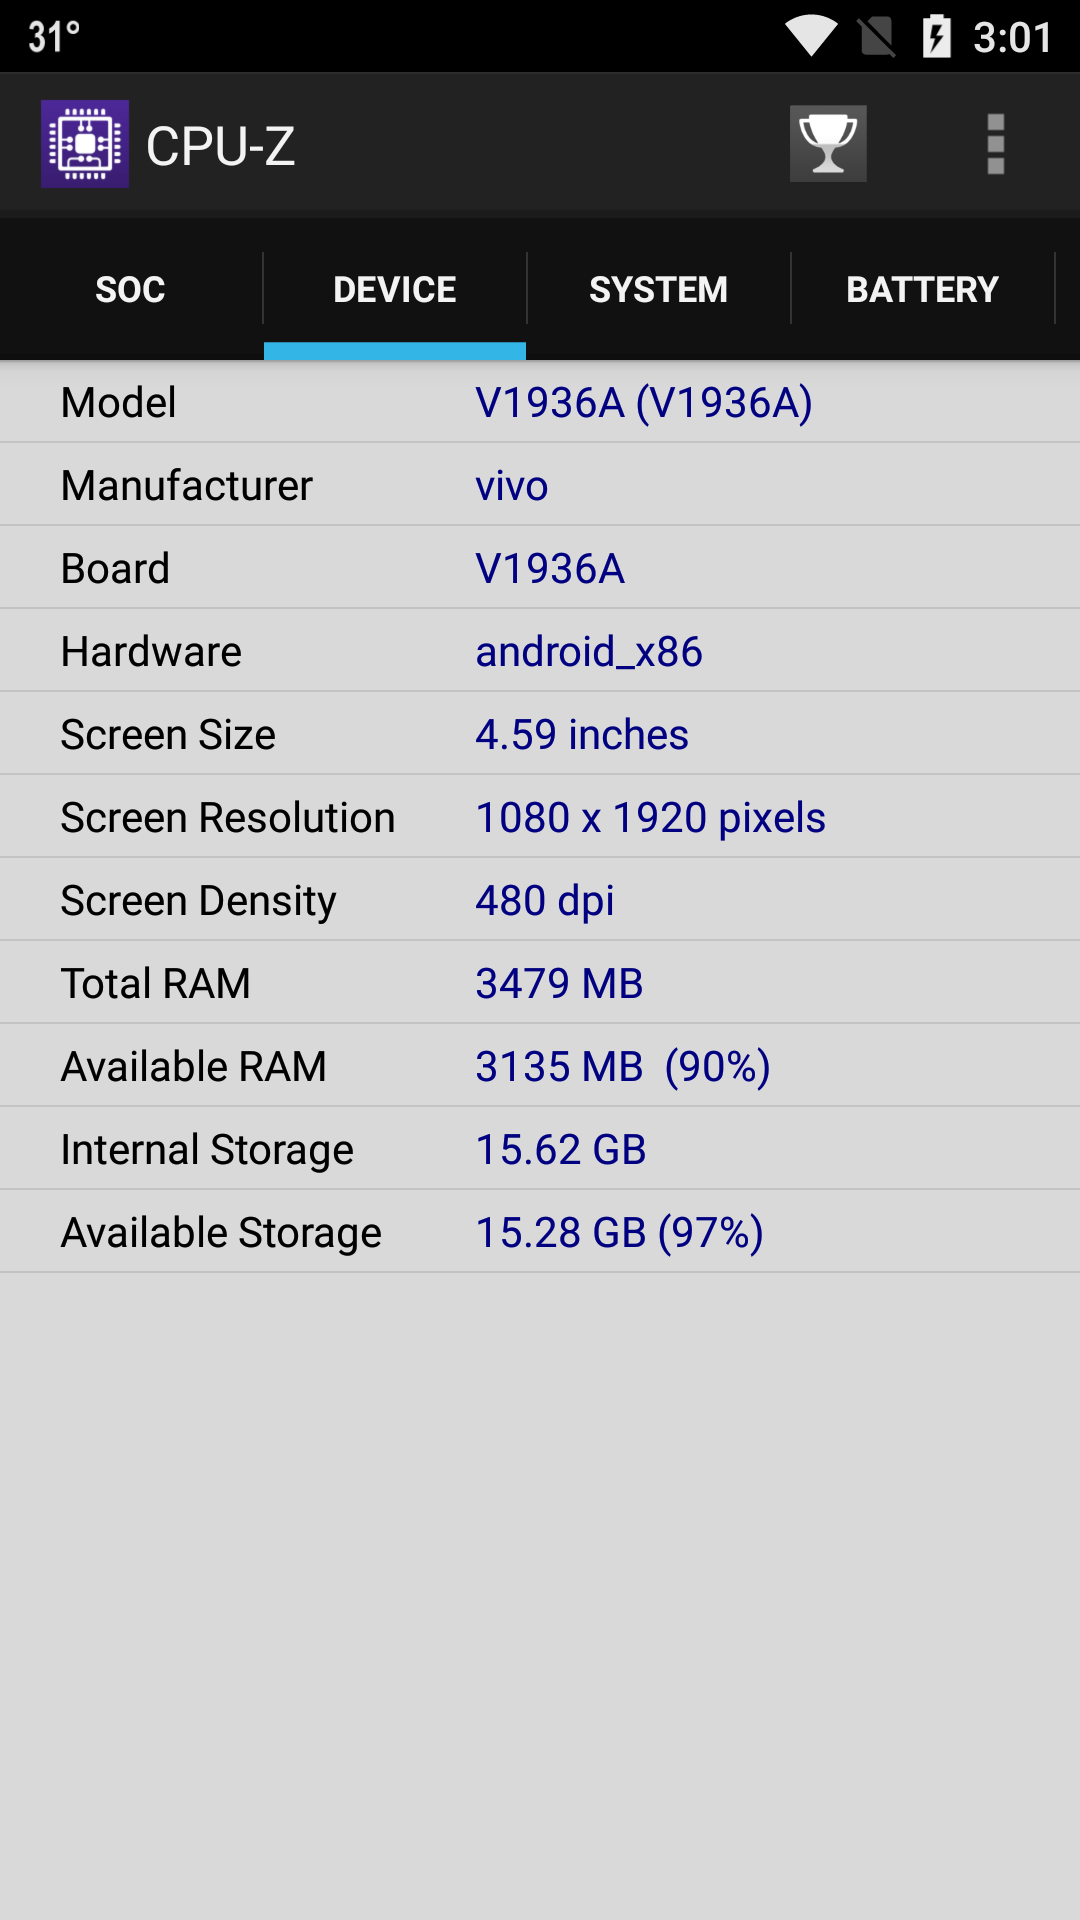 31° 3:01
CPU-Z
SOC DEVICE SYSTEM BATTERY
Model V1936A (V1936A)
Manufacturer vivo
Board V1936A
Hardware android_x86
Screen Size 4.59 inches
Screen Resolution 1080 x 1920 pixels
Screen Density 480 dpi
Total RAM 3479 MB
Available RAM 3135 MB  (90%)
Internal Storage 15.62 GB
Available Storage 15.28 GB (97%)